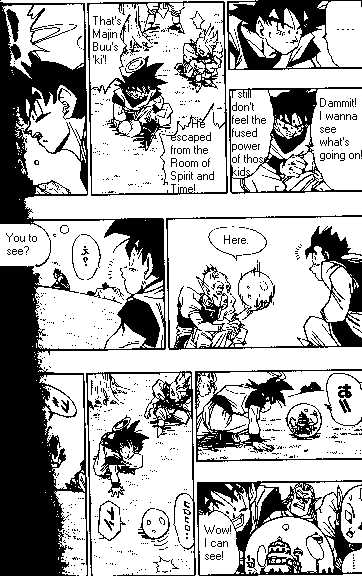 That's
Majin
Buu's
'ki'!
escaped
from the
Room of
Spirit and
Time!
I still
don't
feel the
fused
power
of those
kids
Dammit!
I wanna
see
what's
going on!
You to
see?
Here.
Wow!
I can
see!